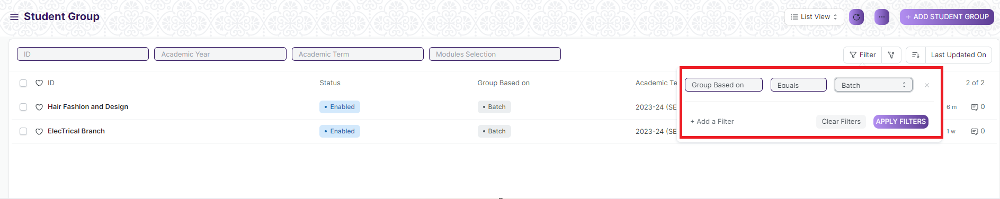 Student Group
List View
+ ADD STUDENT GROUP
ID
Academic Year
Academic Term
Modules Selection
Filter
Last Updated On
ID
Status
Group Based on
Academic Te
2 of 2
Group Based on
Equals
Batch
Hair Fashion and Design
• Enabled
• Batch
2023-24 (SE
6 m
0
+ Add a Filter
Clear Filters
APPLY FILTERS
ElecTrical Branch
• Enabled
• Batch
2023-24 (SE
1 w
0